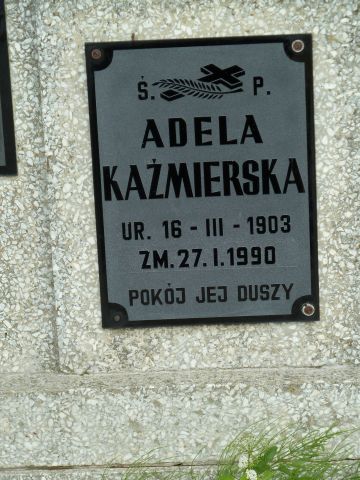 Ś. P.
ADELA
KAŹMIERSKA
UR. 16 - III - 1903
ZM. 27. I. 1990
POKÓJ JEJ DUSZY